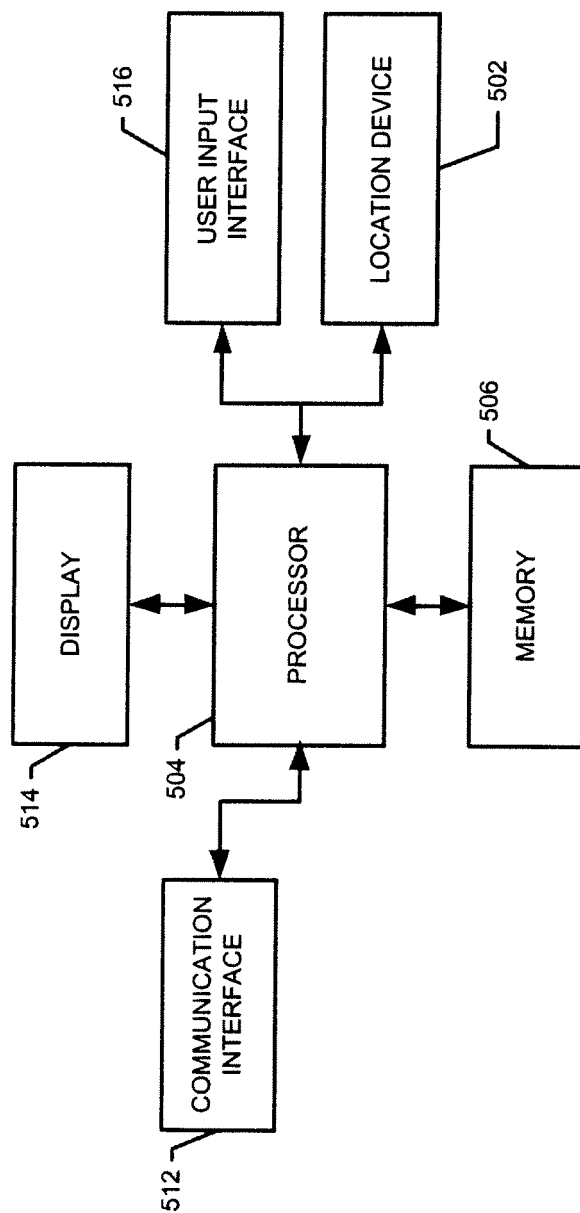 514
DISPLAY
512
COMMUNICATION
INTERFACE
504
PROCESSOR
516
USER INPUT
INTERFACE
LOCATION DEVICE
502
MEMORY
506